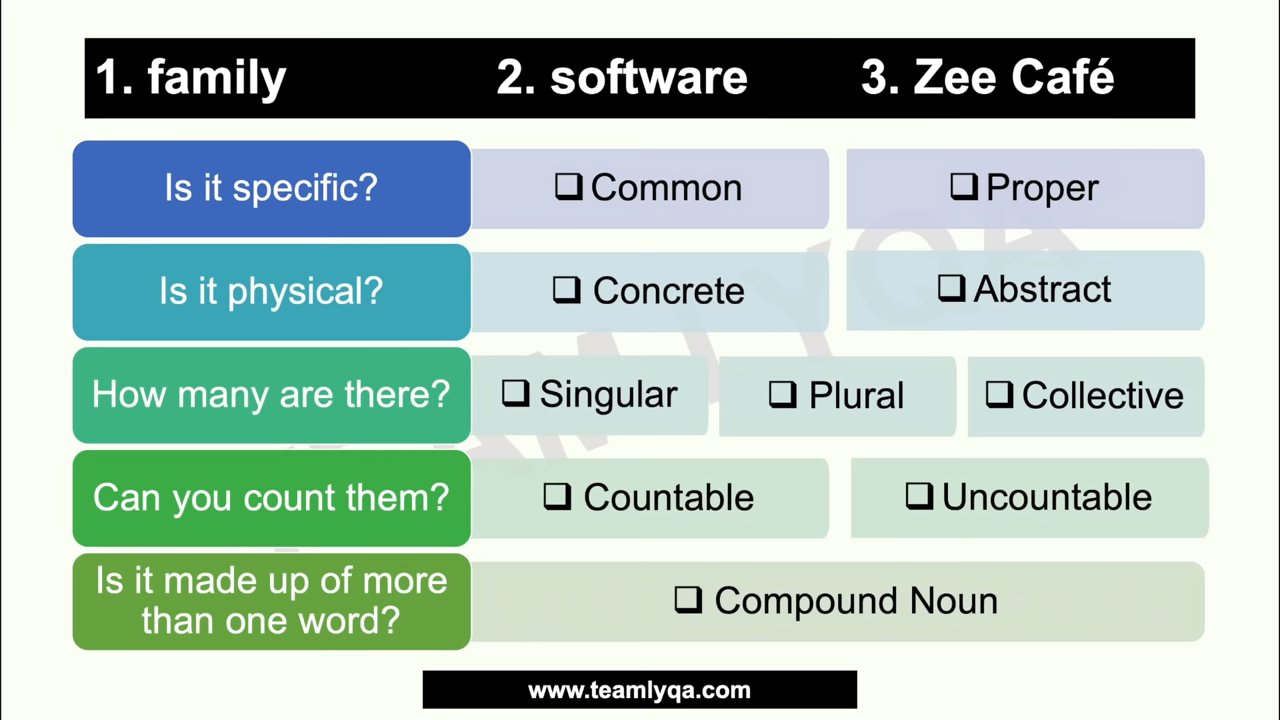 1. family 2. software 3. Zee Café
Is it specific? ❑ Common ❑ Proper
Is it physical? ❑ Concrete ❑ Abstract
How many are there? ❑ Singular ❑ Plural ❑ Collective
Can you count them? ❑ Countable ❑ Uncountable
Is it made up of more
than one word?
❑ Compound Noun
www.teamlyqa.com